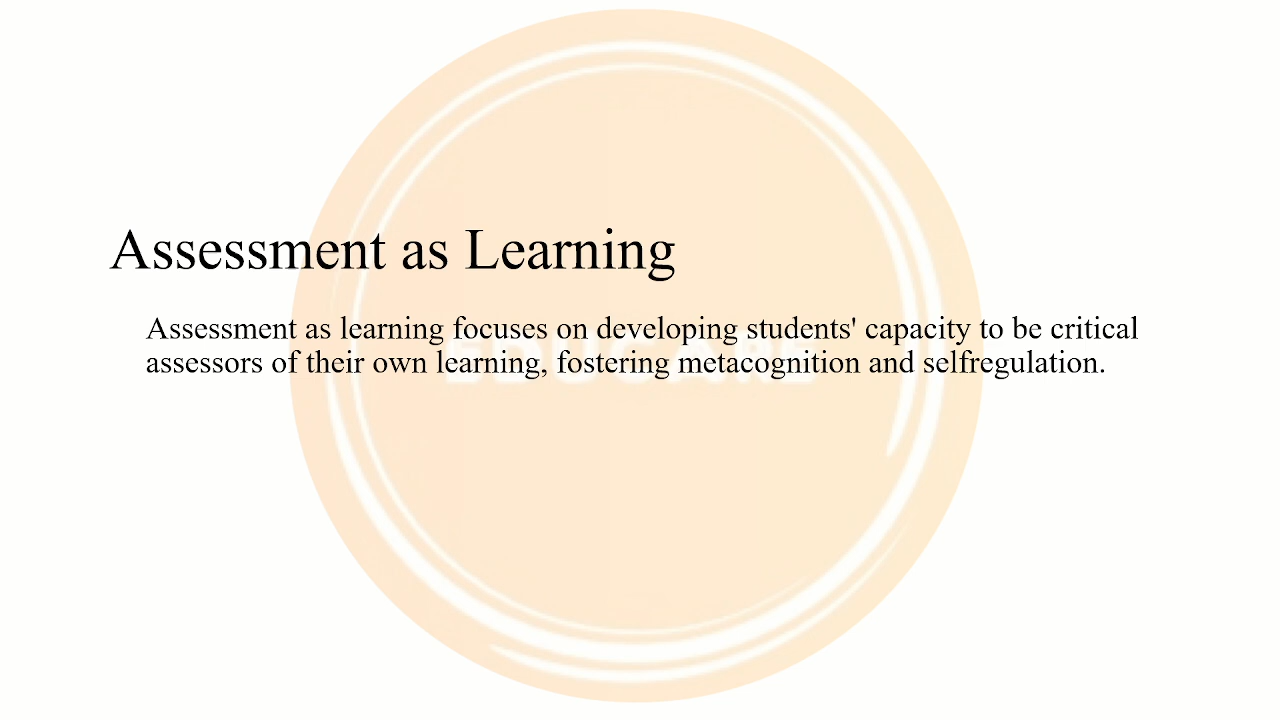 Assessment as Learning
Assessment as learning focuses on developing students' capacity to be critical
assessors of their own learning, fostering metacognition and selfregulation.